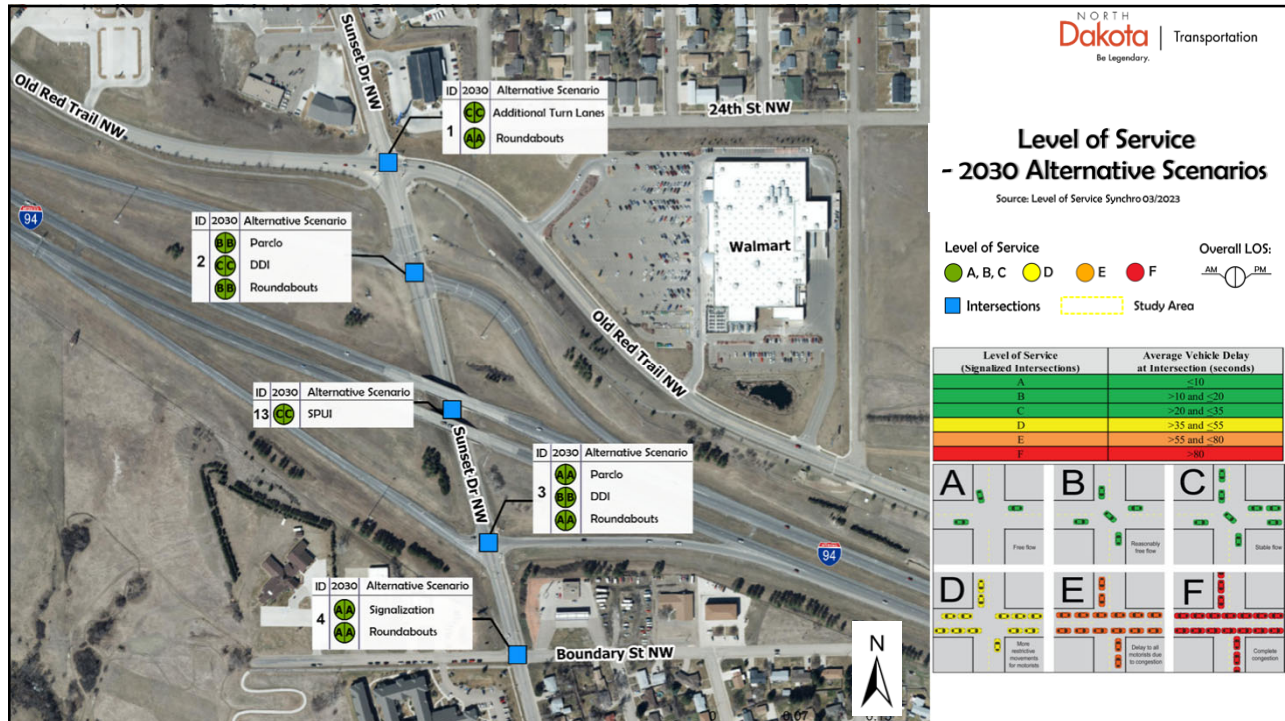 NORTH
Dakota | Transportation
Be Legendary.
Level of Service
- 2030 Alternative Scenarios
Source: Level of Service Synchro 03/2023
Level of Service
A, B, C
D
E
F
Overall LOS:
AM
PM
Intersections
Study Area
Level of Service
(Signalized Intersections)
Average Vehicle Delay
at Intersection (seconds)
A ≤10
B >10 and ≤20
C >20 and ≤35
D >35 and ≤55
E >55 and ≤80
F >80
A
Free flow
B
Reasonably
free flow
C
Stable flow
D
More
restrictive
movements
for motorists
E
Delay to all
motorists due
to congestion
F
Complete
congestion
Old Red Trail NW
Sunset Dr NW
24th St NW
ID 2030 Alternative Scenario
1
C C Additional Turn Lanes
A A Roundabouts
94
ID 2030 Alternative Scenario
2
B B Parclo
C C DDI
B B Roundabouts
Walmart
Old Red Trail NW
ID 2030 Alternative Scenario
13 C C SPUI
Sunset Dr NW
ID 2030 Alternative Scenario
3
A A Parclo
B B DDI
A A Roundabouts
94
ID 2030 Alternative Scenario
4
A A Signalization
A A Roundabouts
Boundary St NW
N
0 0.07